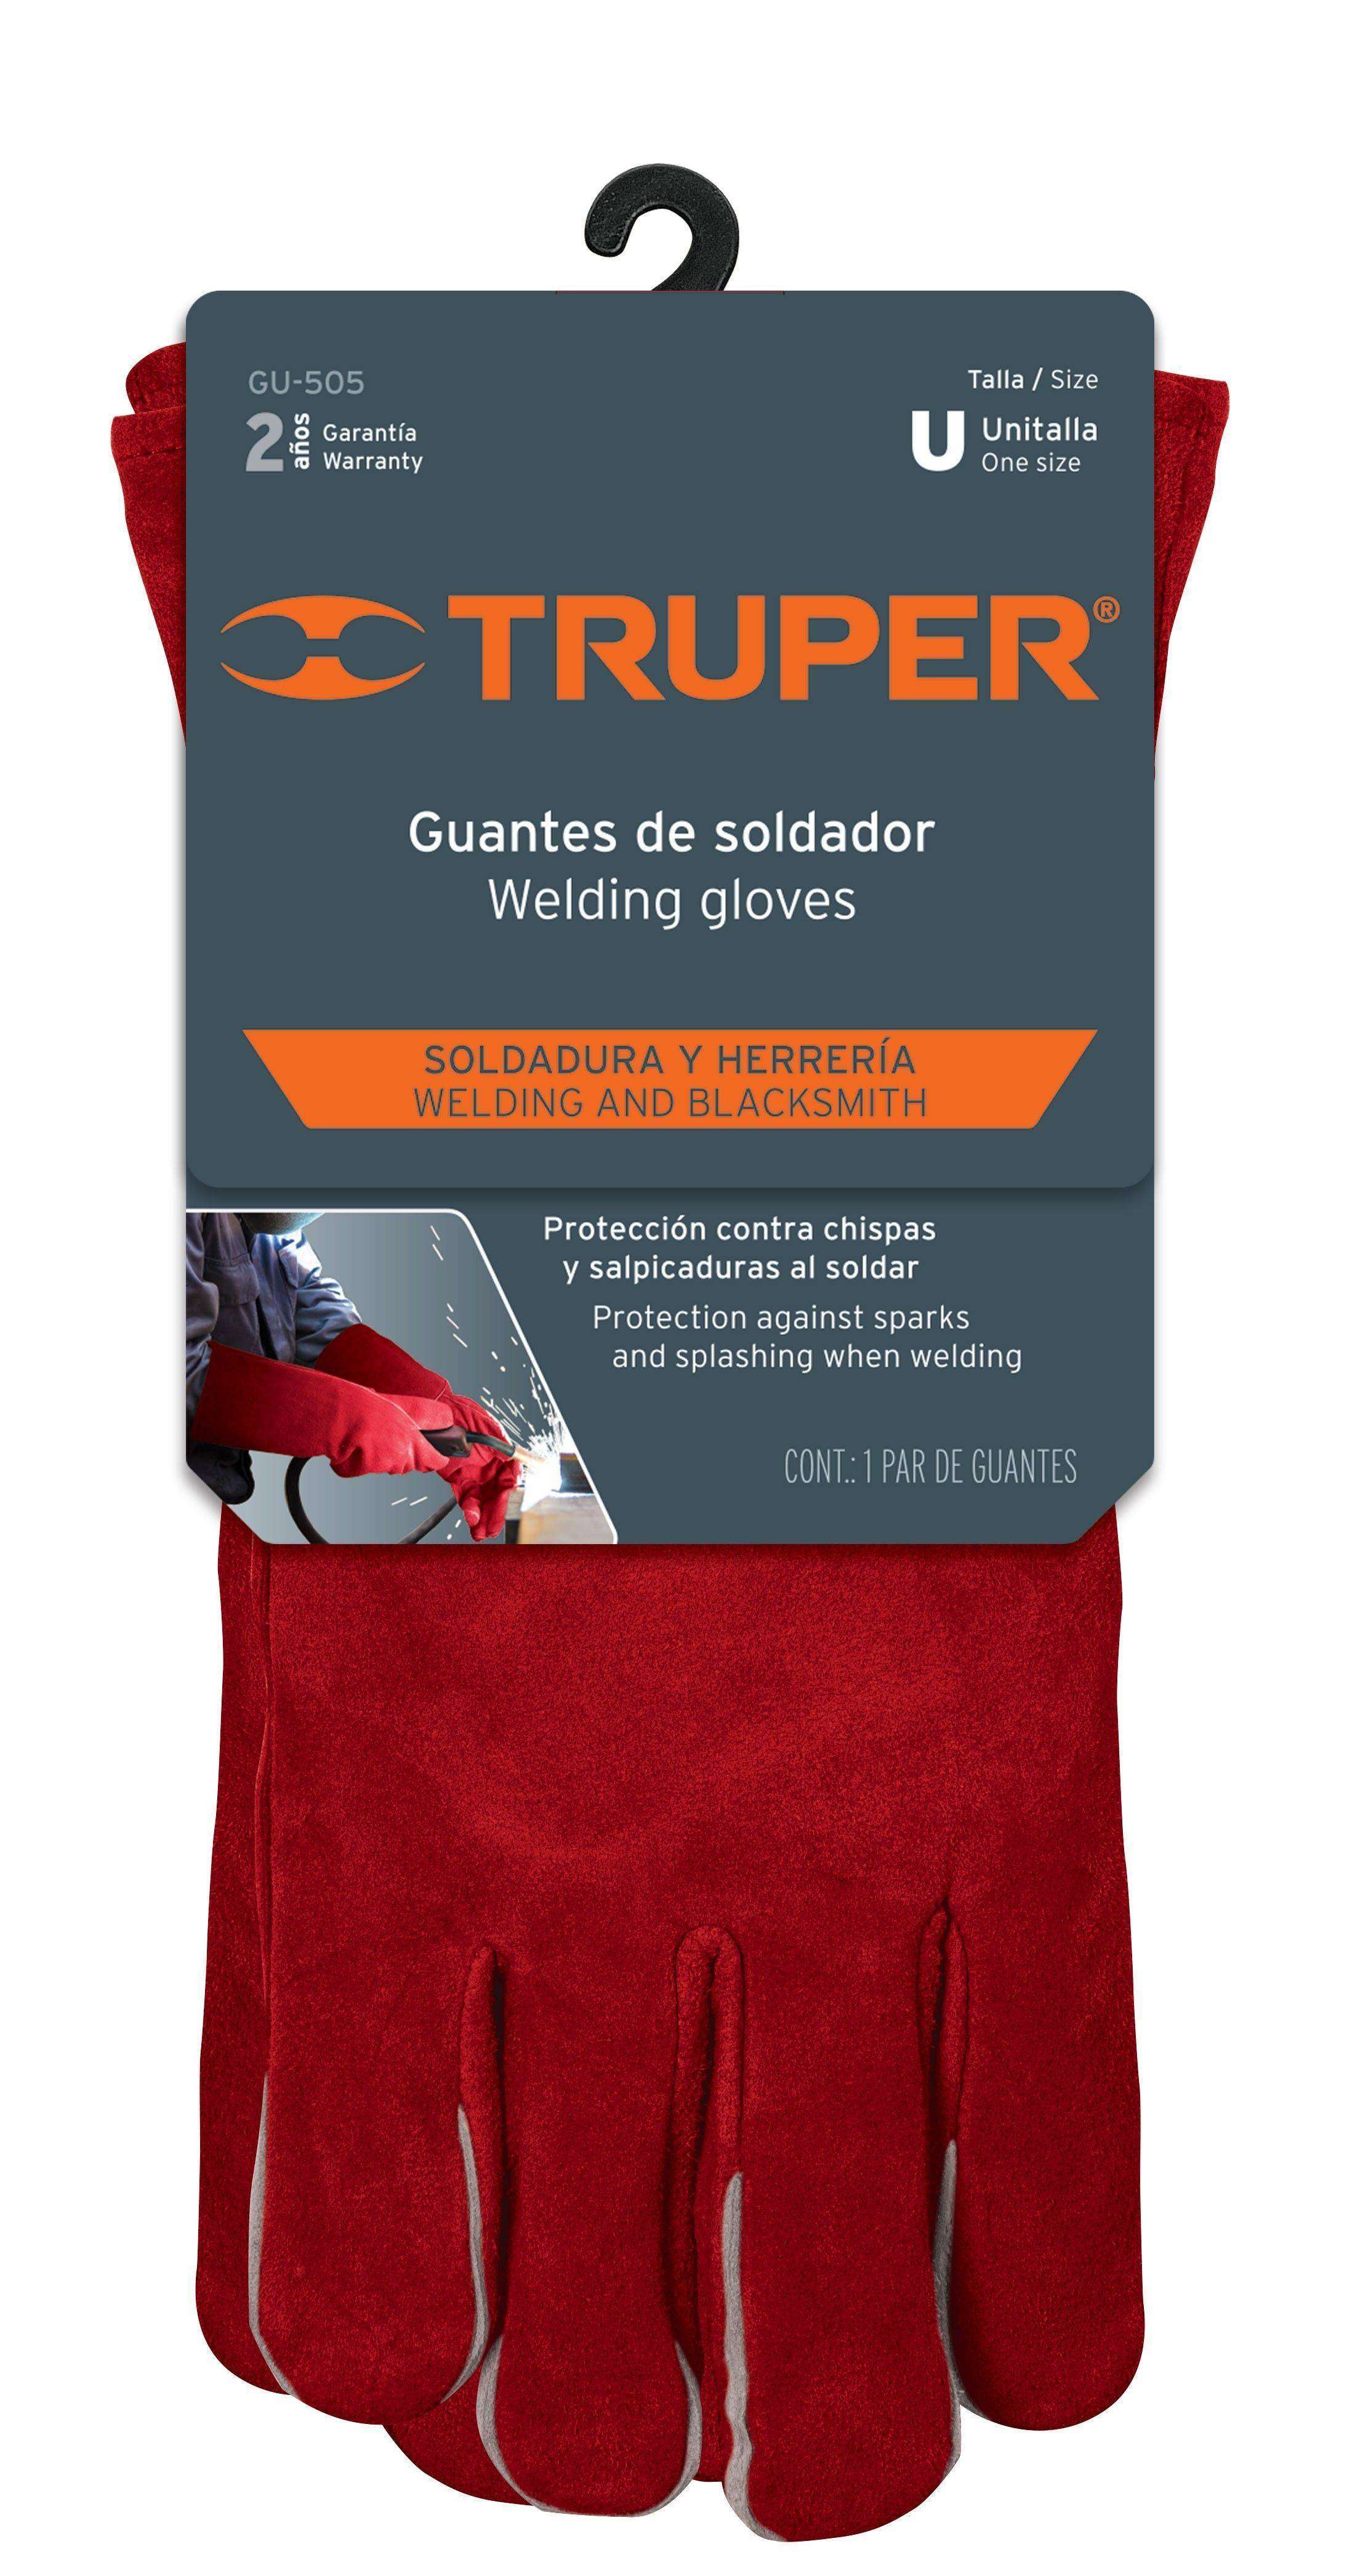 GU-505
2 años Garantía
Warranty
Talla / Size
U Unitalla
One size
TRUPER®
Guantes de soldador
Welding gloves
SOLDADURA Y HERRERÍA
WELDING AND BLACKSMITH
Protección contra chispas
y salpicaduras al soldar
Protection against sparks
and splashing when welding
CONT.: 1 PAR DE GUANTES